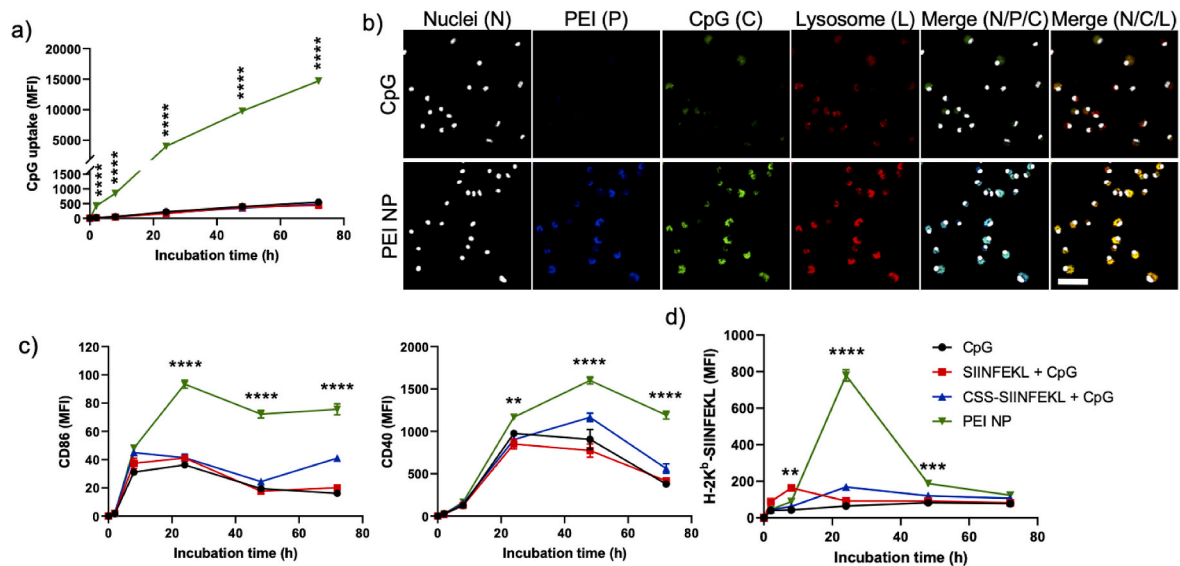 a)
CpG uptake (MFI)
20000
15000
10000
5000
1500
1000
500
0
****
****
****
****
****
0 20 40 60 80
Incubation time (h)
b)
Nuclei (N) PEI (P) CpG (C) Lysosome (L) Merge (N/P/C) Merge (N/C/L)
CpG
PEI NP
c)
CD86 (MFI)
120
100
80
60
40
20
0
****
****
****
0 20 40 60 80
Incubation time (h)
CD40 (MFI)
2000
1500
1000
500
0
**
****
****
0 20 40 60 80
Incubation time (h)
d)
H-2Kᵇ-SIINFEKL (MFI)
1000
800
600
400
200
0
**
****
***
0 20 40 60 80
Incubation time (h)
CpG
SIINFEKL + CpG
CSS-SIINFEKL + CpG
PEI NP